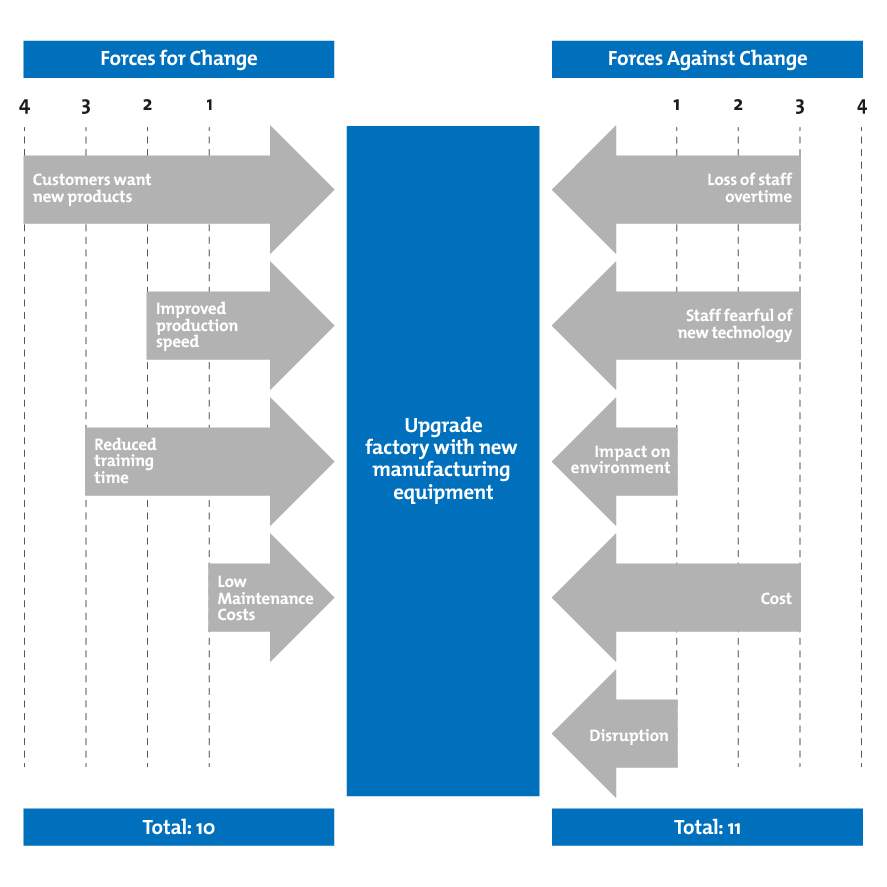 Forces for Change
Forces Against Change
4 3 2 1
1 2 3 4
Customers want
new products
Improved
production
speed
Reduced
training
time
Low
Maintenance
Costs
Upgrade
factory with new
manufacturing
equipment
Loss of staff
overtime
Staff fearful of
new technology
Impact on
environment
Cost
Disruption
Total: 10
Total: 11